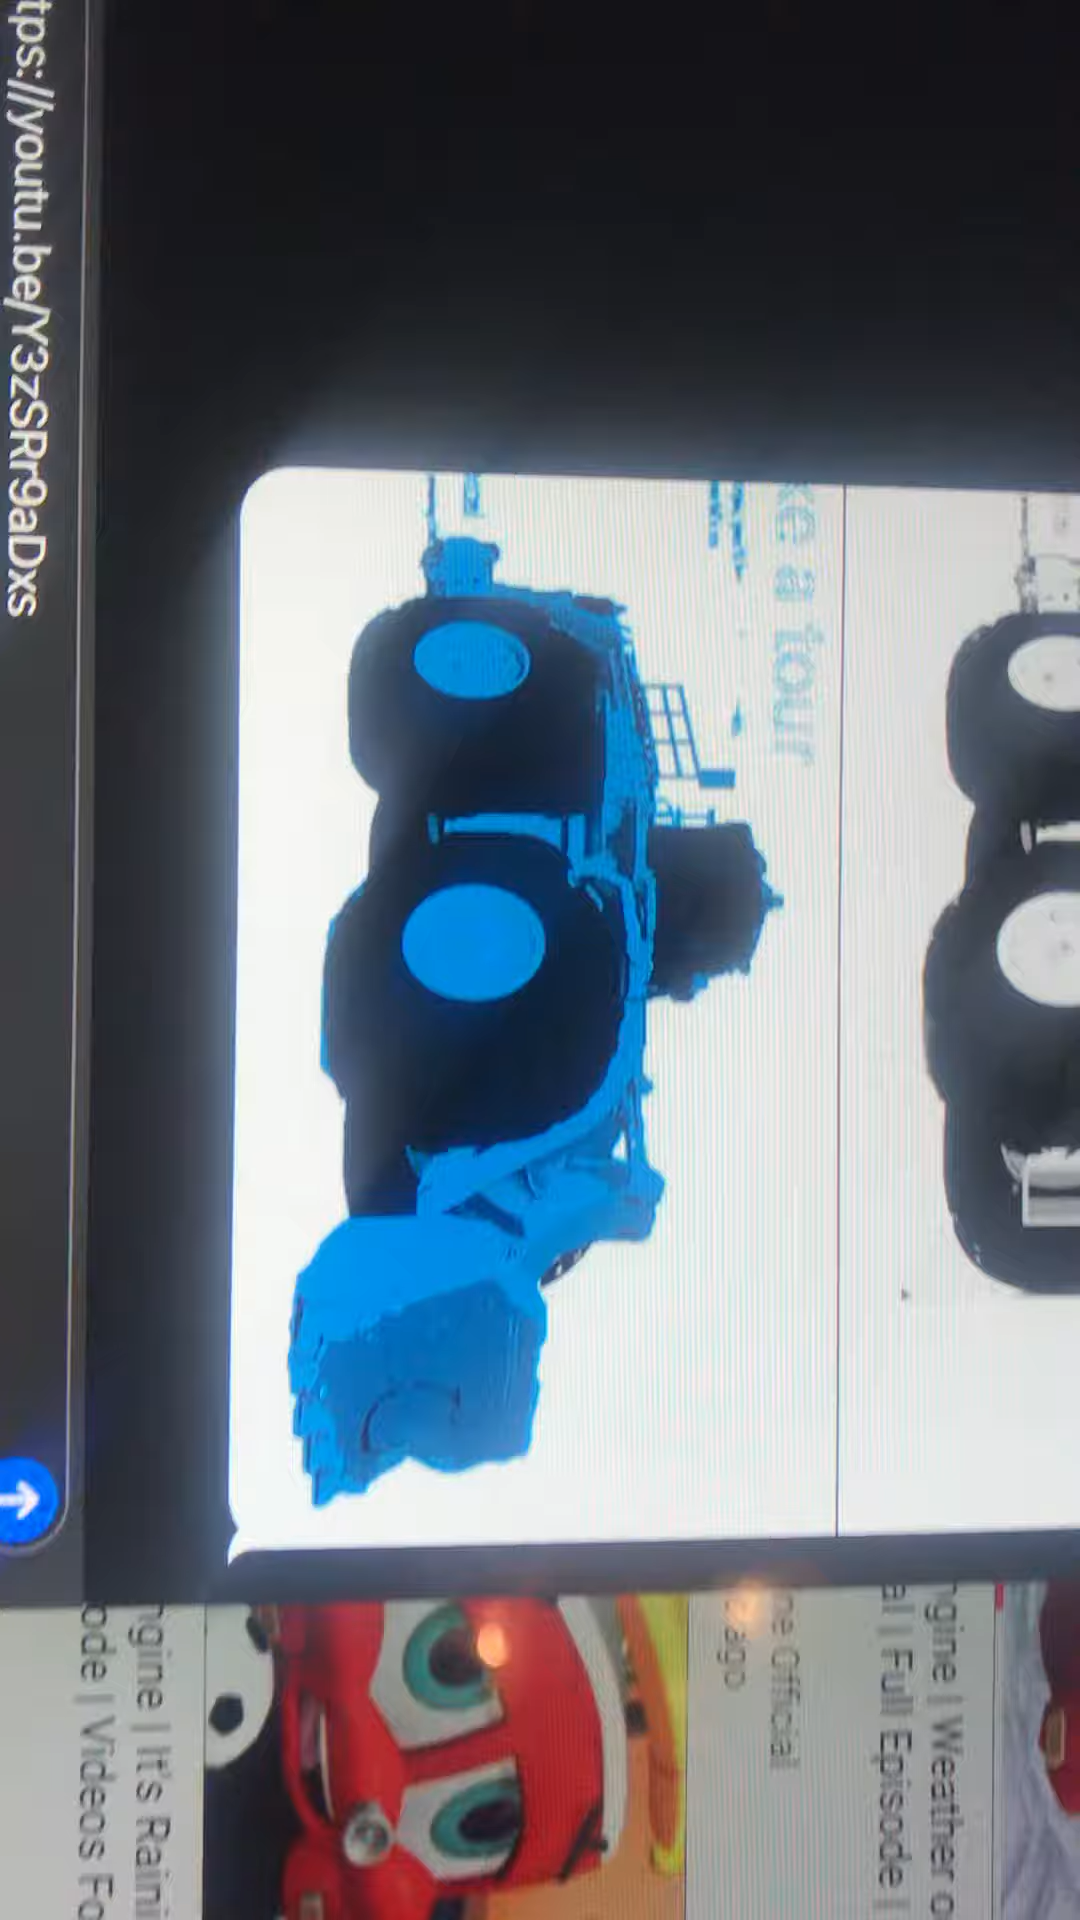 ke a tour
tps://youtu.be/Y3zSRr9aDxs
ngine | Weather o
al | Full Episode |
ne Official
ago
ngine | It's Raini
ode | Videos Fo